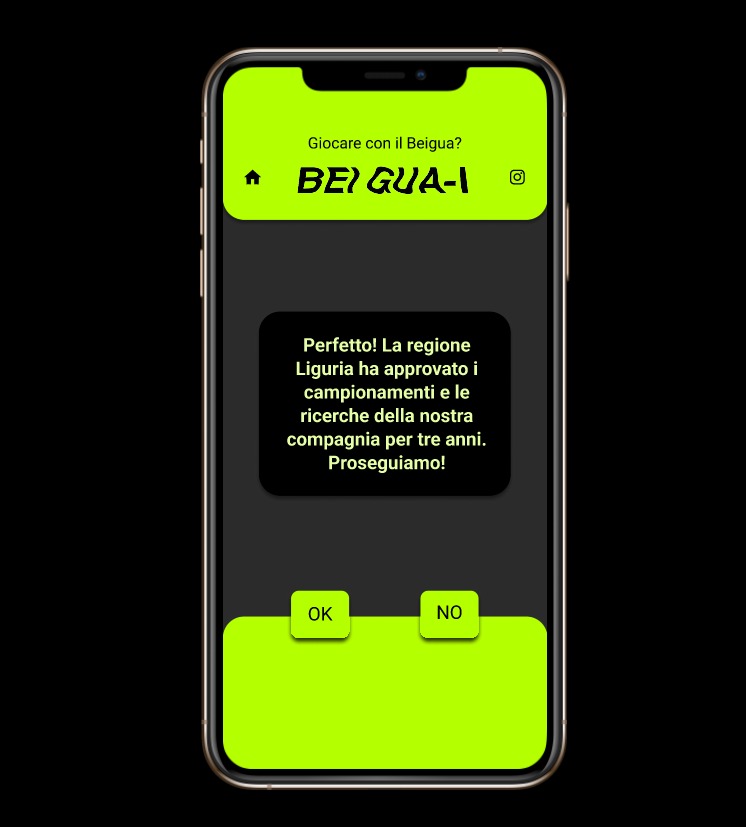 Giocare con il Beigua?
BEI GUA-I
Perfetto! La regione
Liguria ha approvato i
campionamenti e le
ricerche della nostra
compagnia per tre anni.
Proseguiamo!
OK
NO